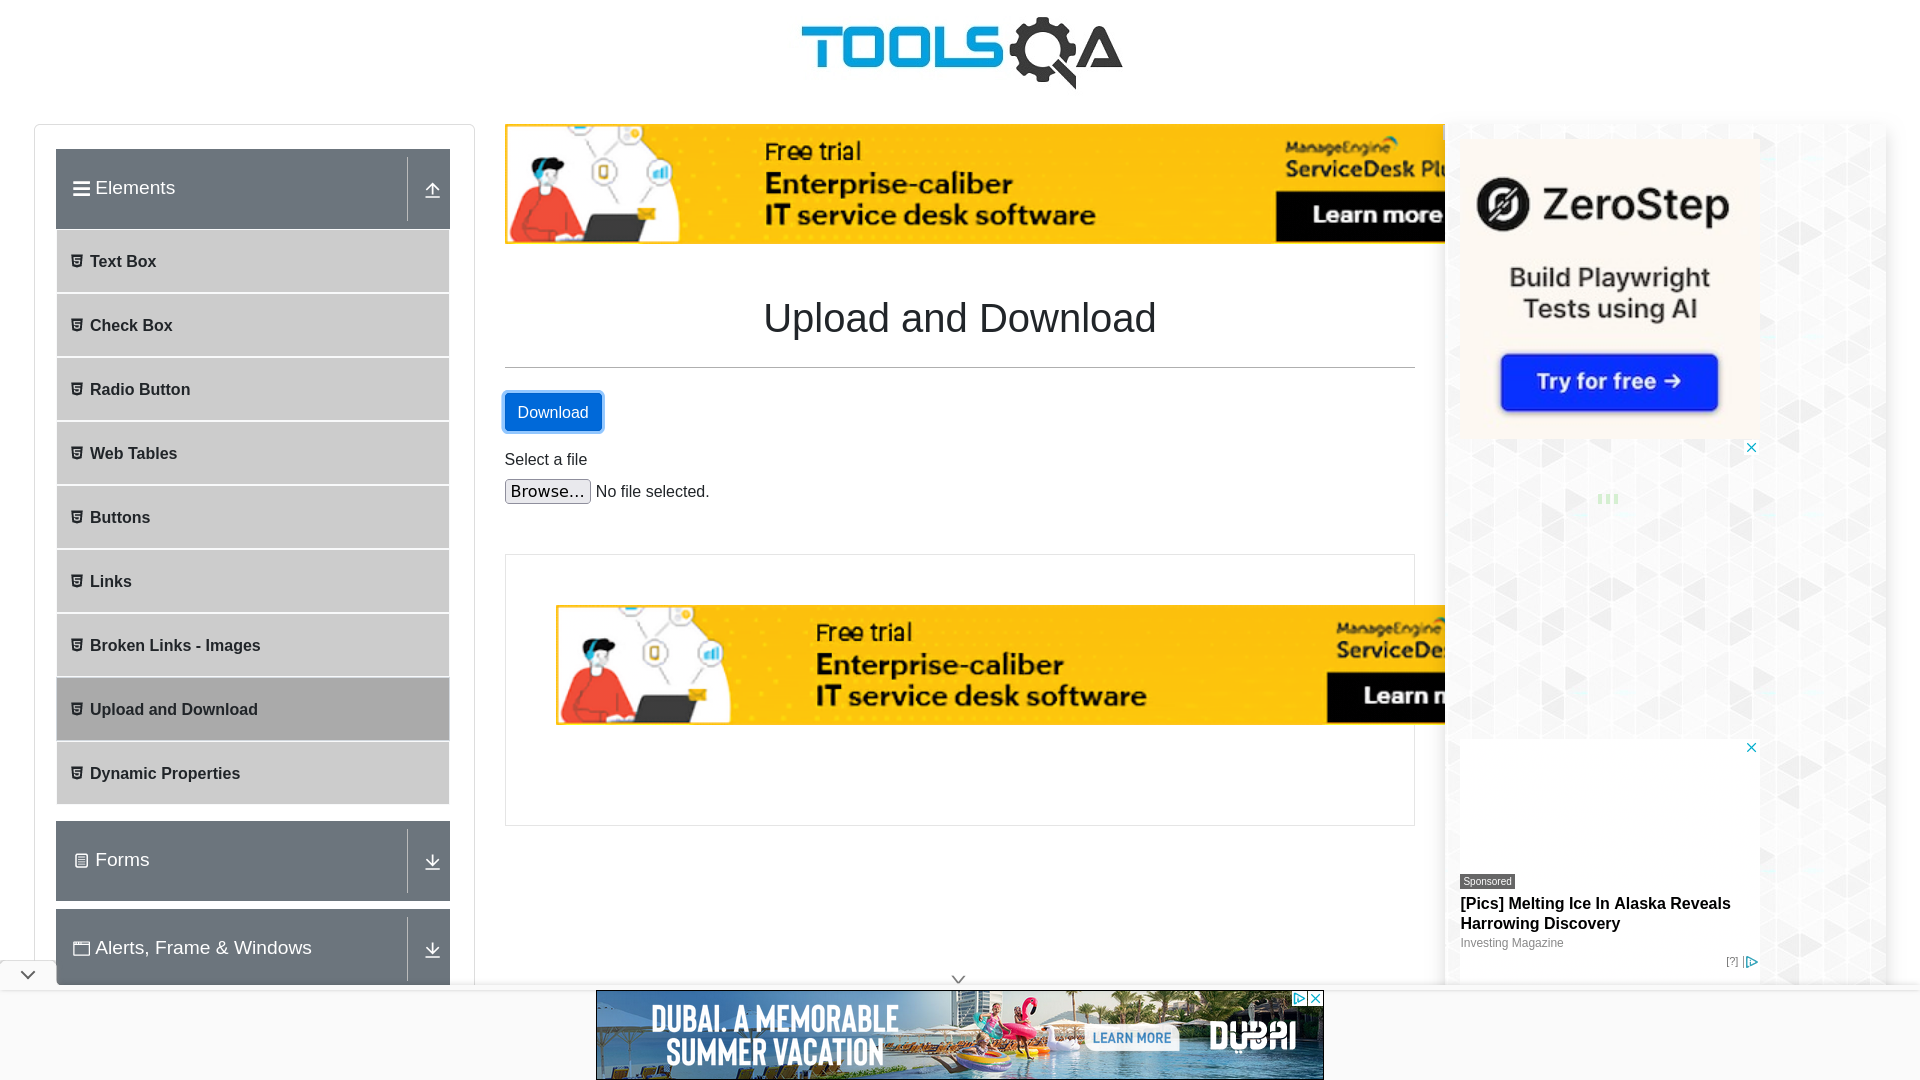 TOOLSQA
Elements
Text Box
Check Box
Radio Button
Web Tables
Buttons
Links
Broken Links - Images
Upload and Download
Dynamic Properties
Forms
Alerts, Frame & Windows
Free trial
Enterprise-caliber
IT service desk software
ManageEngine
ServiceDesk Plu
Learn more
Upload and Download
Download
Select a file
Browse... No file selected.
Free trial
Enterprise-caliber
IT service desk software
ManageEngine
ServiceDes
Learn m
ZeroStep
Build Playwright
Tests using AI
Try for free →
Sponsored
[Pics] Melting Ice In Alaska Reveals
Harrowing Discovery
Investing Magazine
[?]
DUBAI. A MEMORABLE
SUMMER VACATION
LEARN MORE
DUBAI